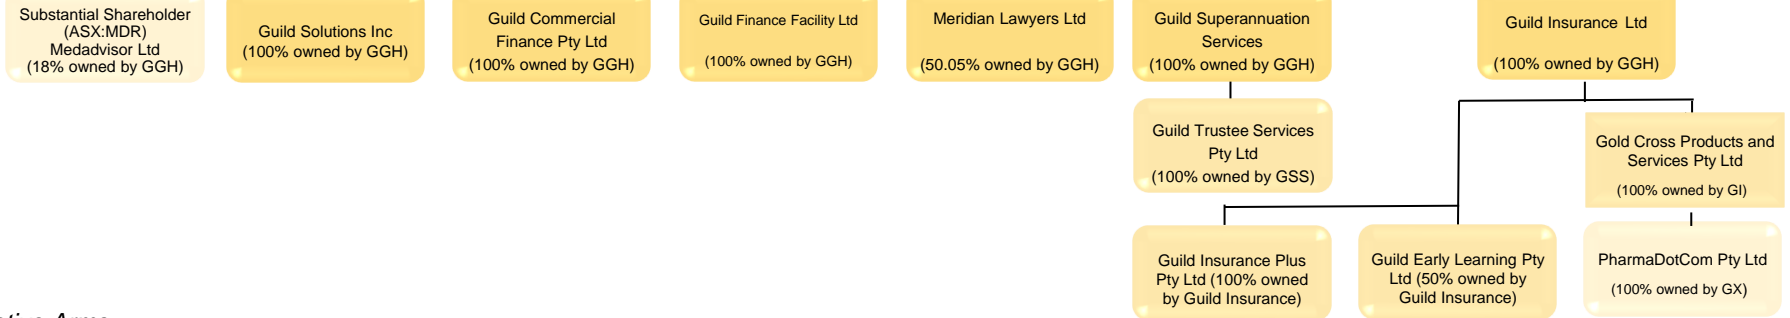 Substantial Shareholder
(ASX:MDR)
Medadvisor Ltd
(18% owned by GGH)
Guild Solutions Inc
(100% owned by GGH)
Guild Commercial
Finance Pty Ltd
(100% owned by GGH)
Guild Finance Facility Ltd
(100% owned by GGH)
Meridian Lawyers Ltd
(50.05% owned by GGH)
Guild Superannuation
Services
(100% owned by GGH)
Guild Insurance Ltd
(100% owned by GGH)
Guild Trustee Services
Pty Ltd
(100% owned by GSS)
Gold Cross Products and
Services Pty Ltd
(100% owned by GI)
Guild Insurance Plus
Pty Ltd (100% owned
by Guild Insurance)
Guild Early Learning Pty
Ltd (50% owned by
Guild Insurance)
PharmaDotCom Pty Ltd
(100% owned by GX)